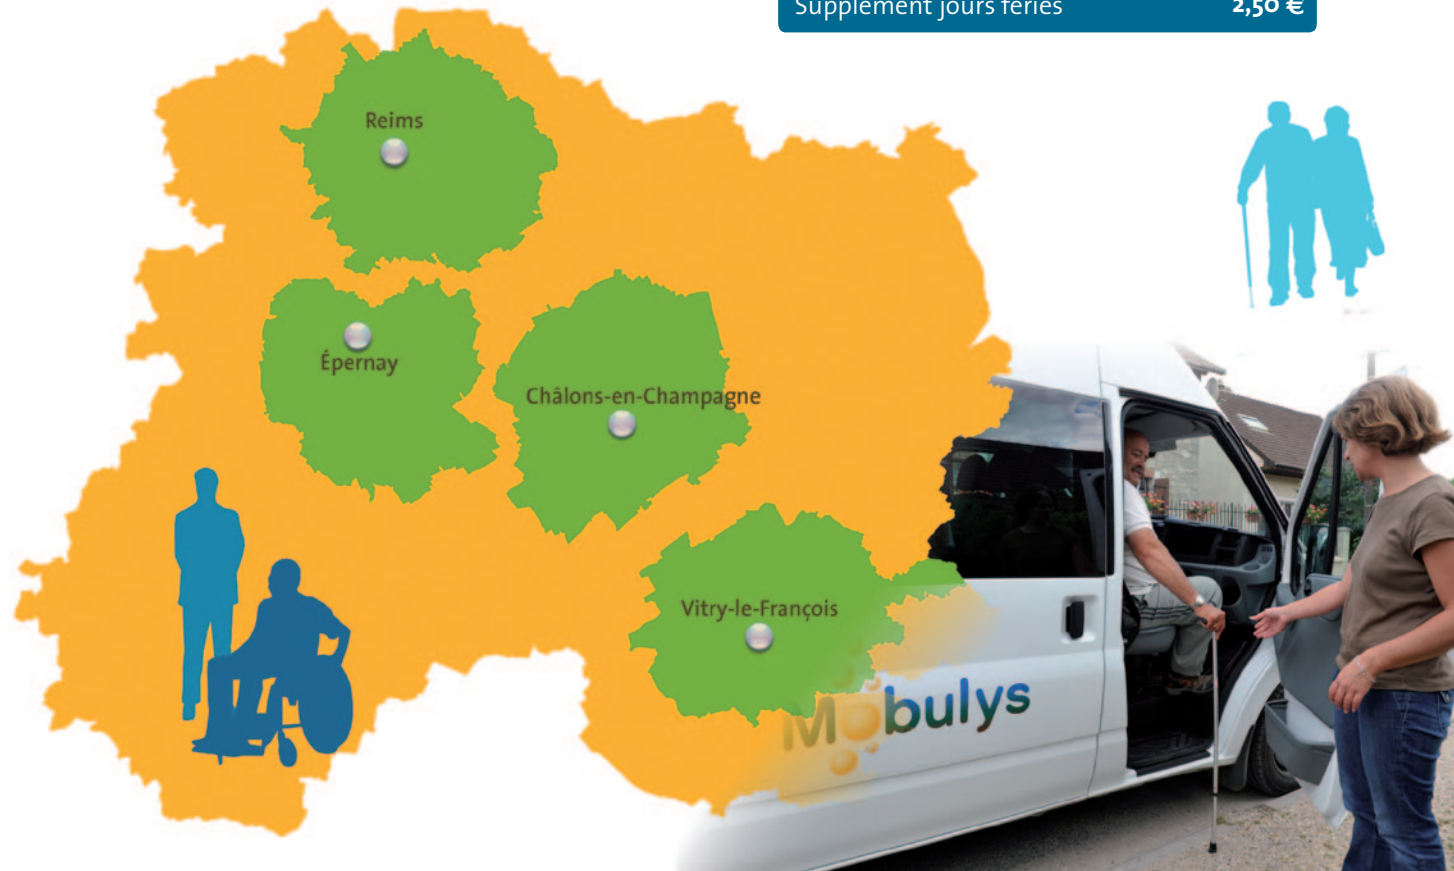 Supplément jours fériés 2,50 €
Reims
Épernay
Châlons-en-Champagne
Vitry-le-François
Mobulys